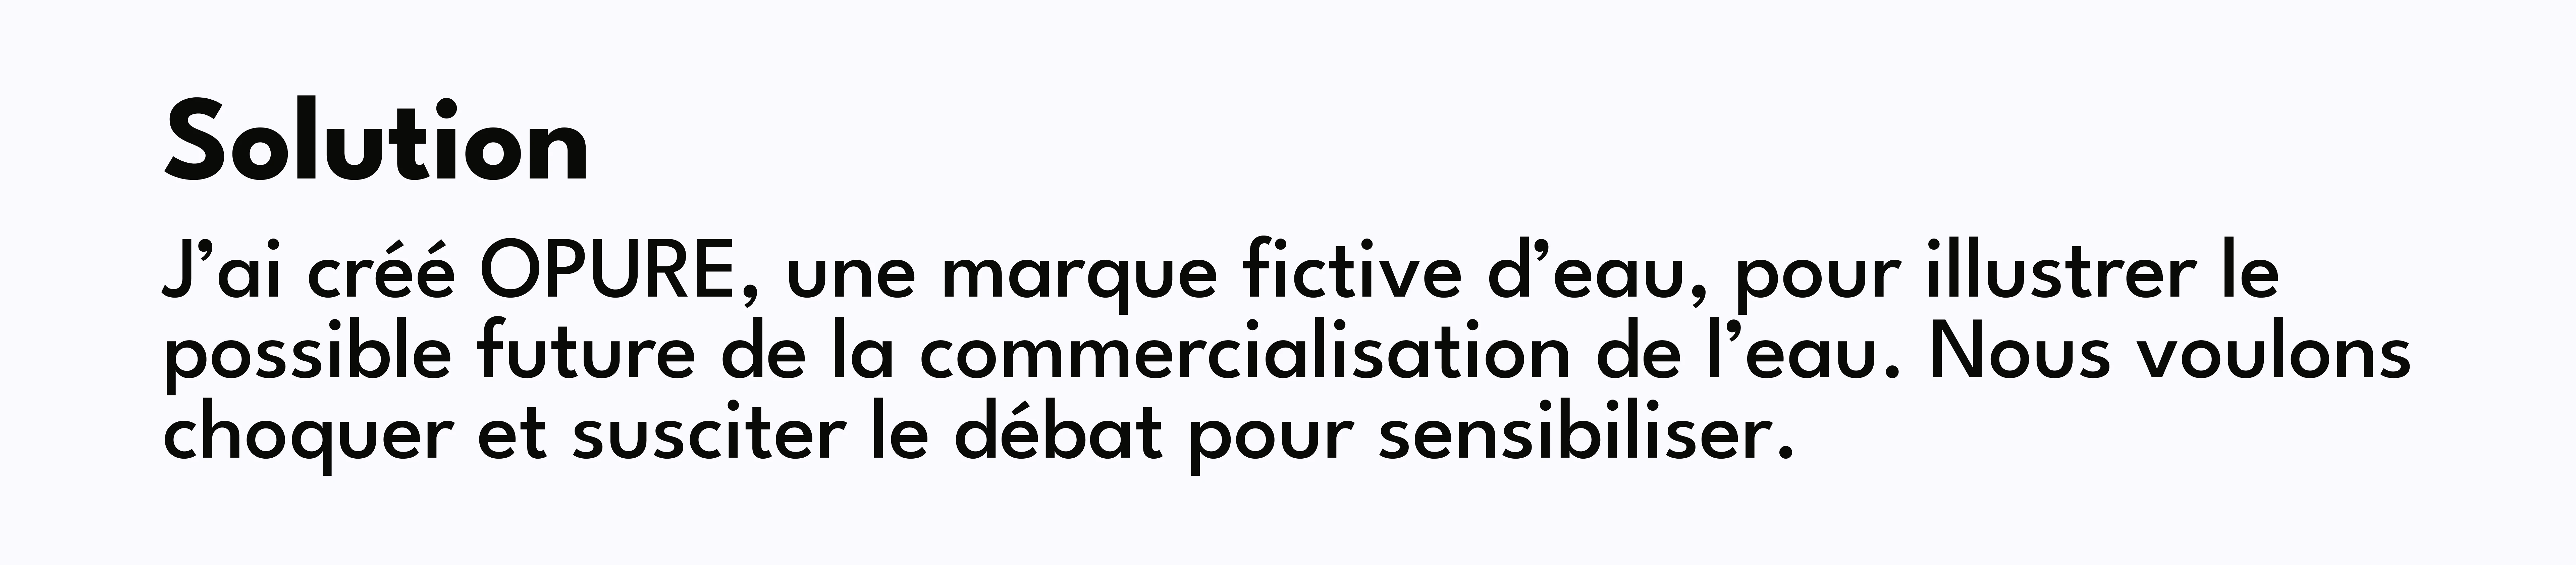 Solution
J’ai créé OPURE, une marque fictive d’eau, pour illustrer le
possible future de la commercialisation de l’eau. Nous voulons
choquer et susciter le débat pour sensibiliser.